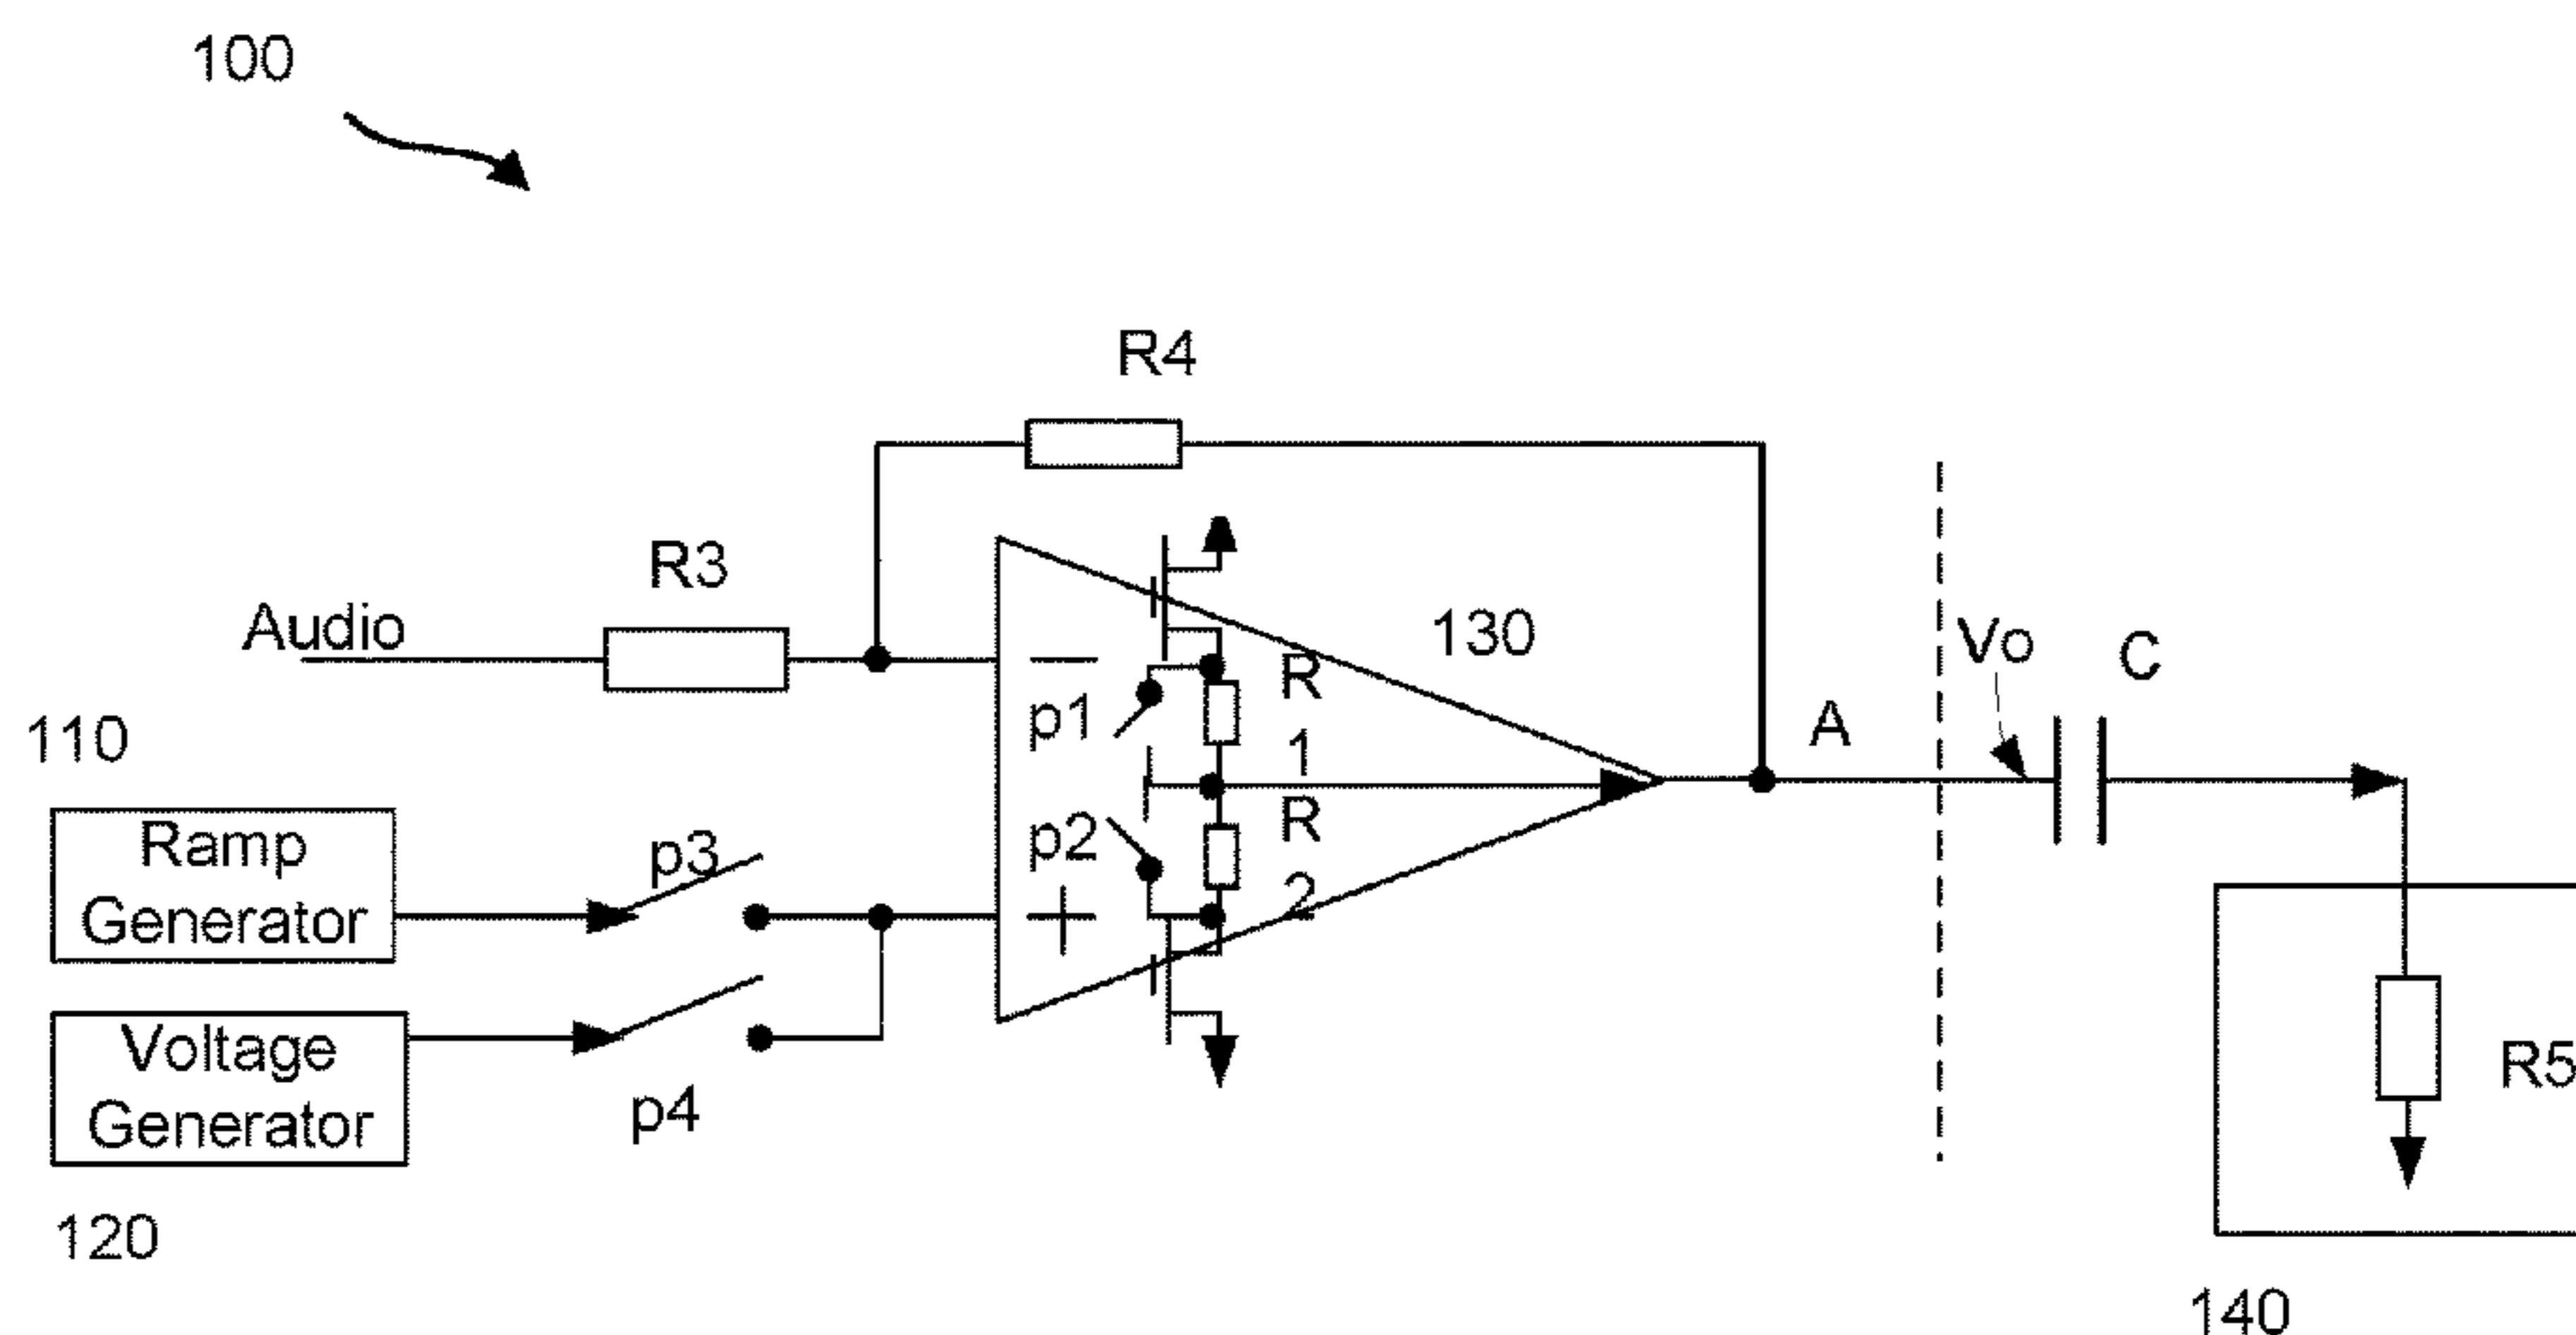 100
R4
R3
Audio
130
R
1
R
2
p1
p2
Vo
C
A
110
Ramp
Generator
p3
Voltage
Generator
p4
120
R5
140